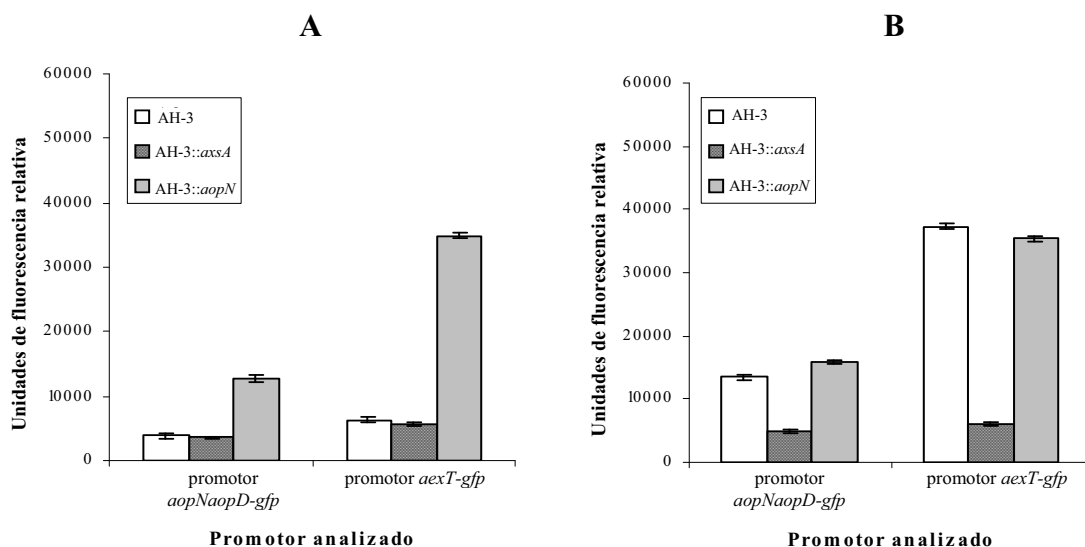 A
Unidades de fluorescencia relativa
60000
50000
40000
30000
20000
10000
0
AH-3
AH-3::axsA
AH-3::aopN
promotor
aopNaopD-gfp
promotor aexT-gfp
Promotor analizado
B
Unidades de fluorescencia relativa
60000
50000
40000
30000
20000
10000
0
AH-3
AH-3::axsA
AH-3::aopN
promotor
aopNaopD-gfp
promotor aexT-gfp
Promotor analizado